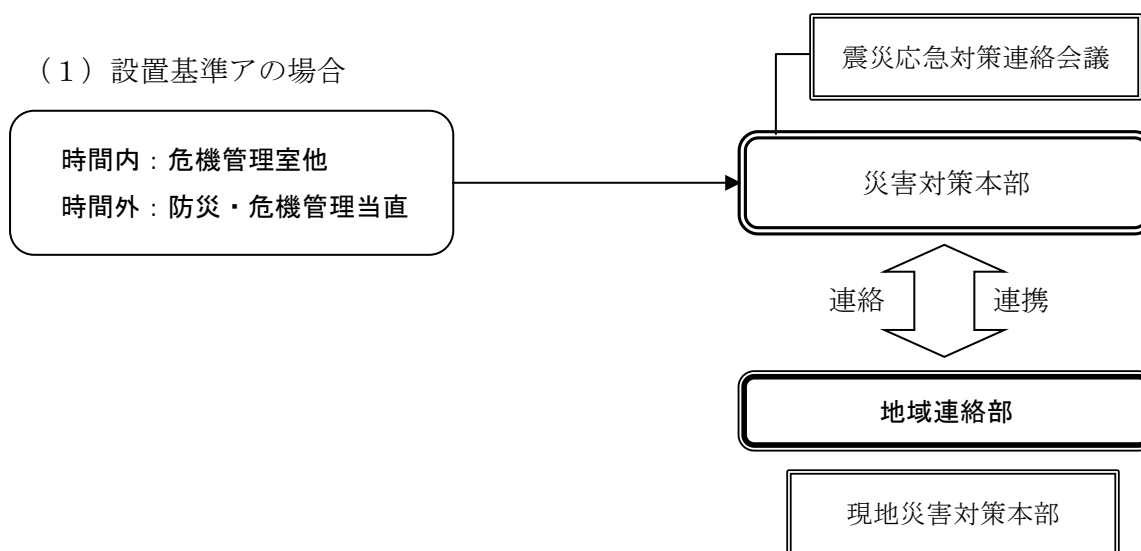 震災応急対策連絡会議
（１）設置基準アの場合
時間内：危機管理室他
時間外：防災・危機管理当直
災害対策本部
連絡
連携
地域連絡部
現地災害対策本部